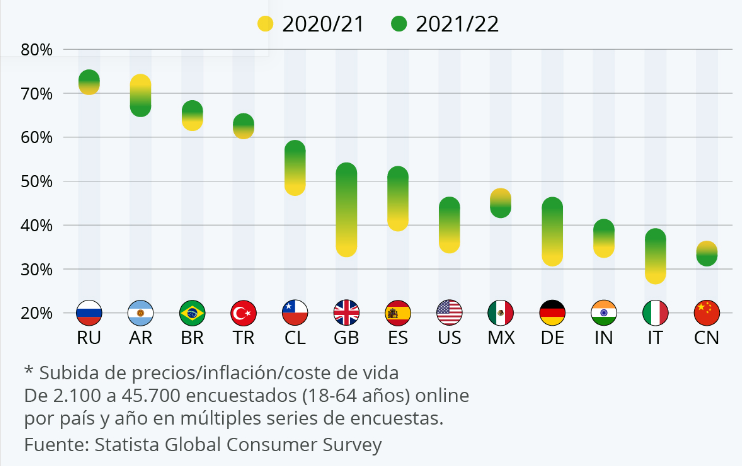 2020/21 2021/22
80%
70%
60%
50%
40%
30%
20%
RU AR BR TR CL GB ES US MX DE IN IT CN
* Subida de precios/inflación/coste de vida
De 2.100 a 45.700 encuestados (18-64 años) online
por país y año en múltiples series de encuestas.
Fuente: Statista Global Consumer Survey